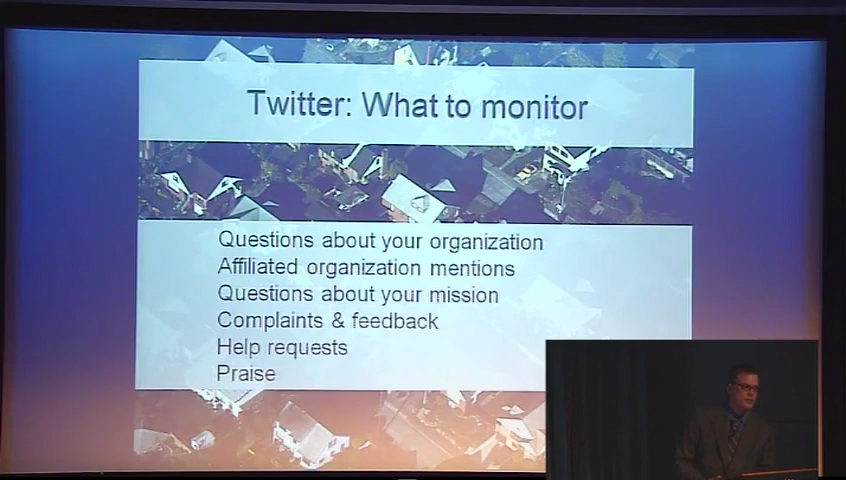 Twitter: What to monitor
Questions about your organization
Affiliated organization mentions
Questions about your mission
Complaints & feedback
Help requests
Praise